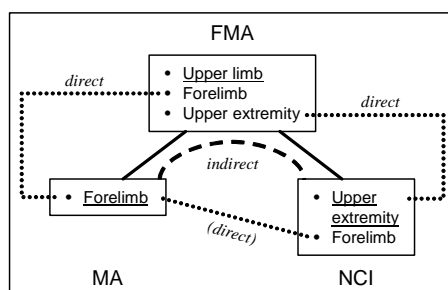 FMA
• Upper limb
• Forelimb
• Upper extremity
direct
direct
indirect
• Forelimb
(direct)
• Upper
extremity
• Forelimb
MA
NCI